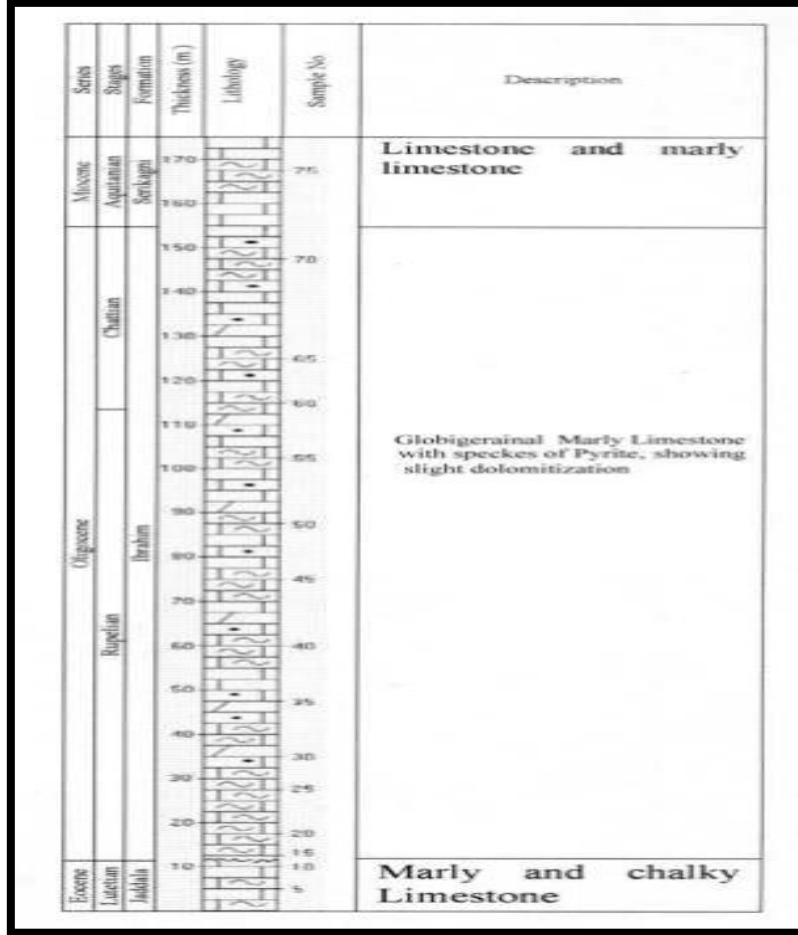 Series Stages Formation Thickness (m) Lithology Sample No Description
Miocene Aquitanian Serikagni
Limestone and marly
limestone
Oligocene Chattian Rupelian Ibrahim
Globigerainal Marly Limestone
with speckes of Pyrite, showing
slight dolomitization
Eocene Lutetian Jaddala
Marly and chalky
Limestone
170
160
150
140
130
120
110
100
90
80
70
60
50
40
30
20
10
75
70
65
60
55
50
45
40
35
30
25
20
15
10
5